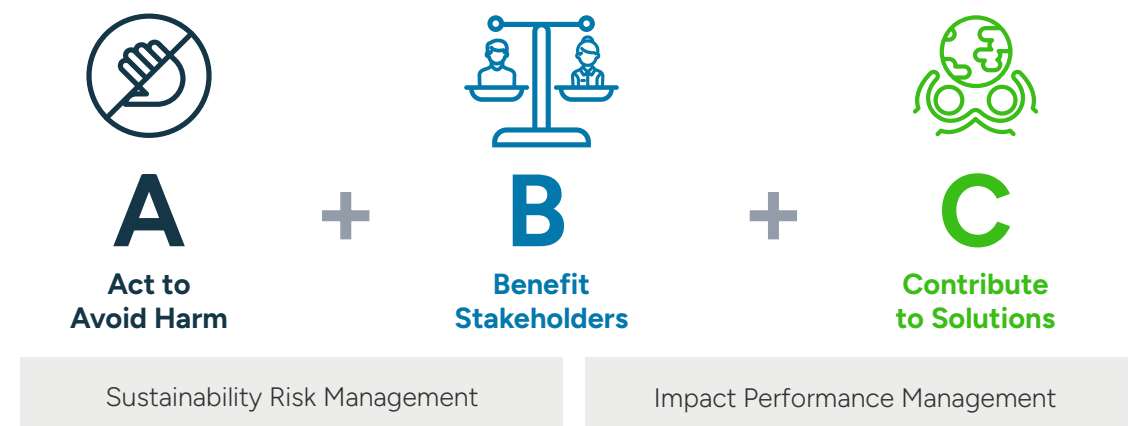 A + B + C
Act to
Avoid Harm
Benefit
Stakeholders
Contribute
to Solutions
Sustainability Risk Management
Impact Performance Management